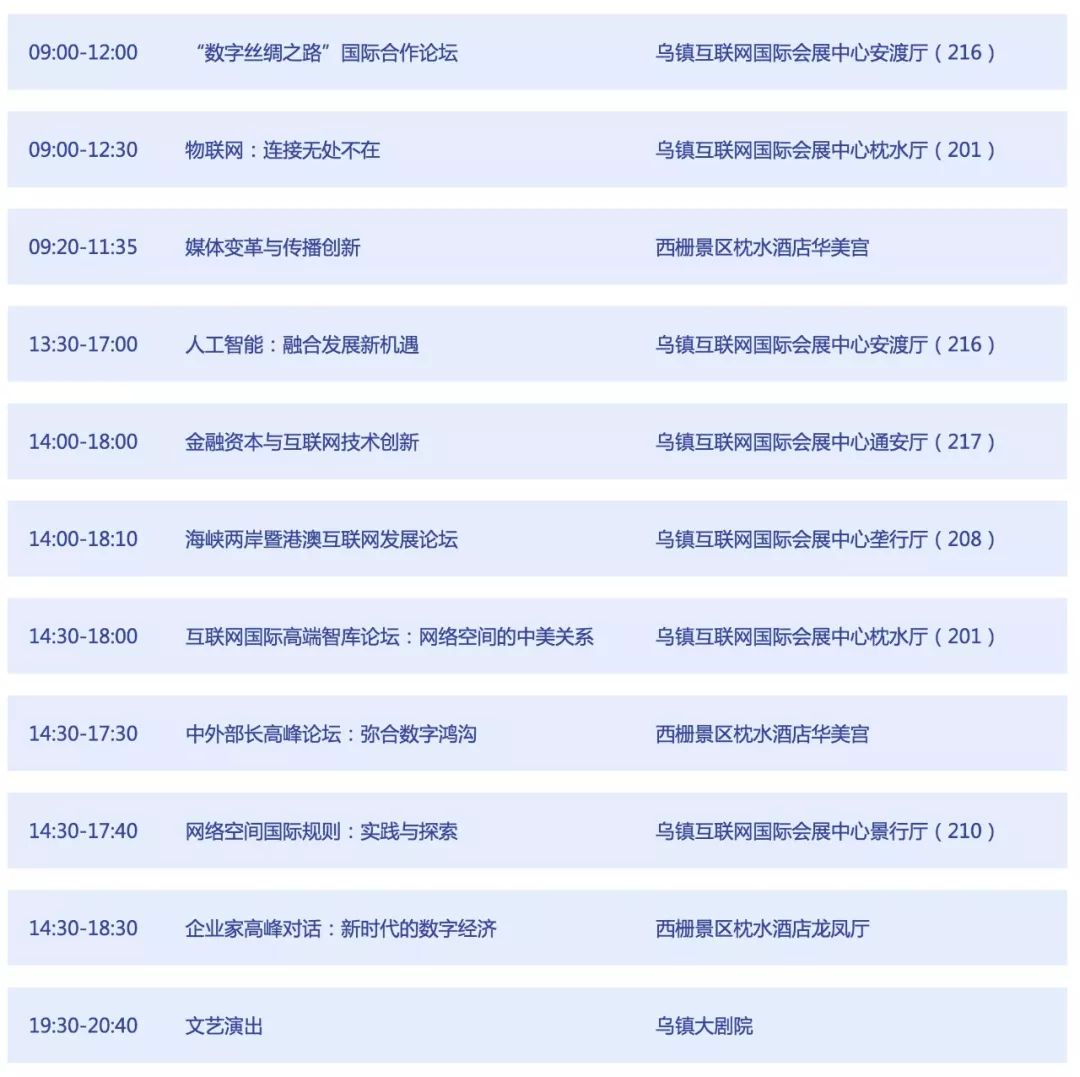 09:00-12:00 “数字丝绸之路”国际合作论坛 乌镇互联网国际会展中心安渡厅（216）
09:00-12:30 物联网：连接无处不在 乌镇互联网国际会展中心枕水厅（201）
09:20-11:35 媒体变革与传播创新 西栅景区枕水酒店华美宫
13:30-17:00 人工智能：融合发展新机遇 乌镇互联网国际会展中心安渡厅（216）
14:00-18:00 金融资本与互联网技术创新 乌镇互联网国际会展中心通安厅（217）
14:00-18:10 海峡两岸暨港澳互联网发展论坛 乌镇互联网国际会展中心垄行厅（208）
14:30-18:00 互联网国际高端智库论坛：网络空间的中美关系 乌镇互联网国际会展中心枕水厅（201）
14:30-17:30 中外部长高峰论坛：弥合数字鸿沟 西栅景区枕水酒店华美宫
14:30-17:40 网络空间国际规则：实践与探索 乌镇互联网国际会展中心景行厅（210）
14:30-18:30 企业家高峰对话：新时代的数字经济 西栅景区枕水酒店龙凤厅
19:30-20:40 文艺演出 乌镇大剧院